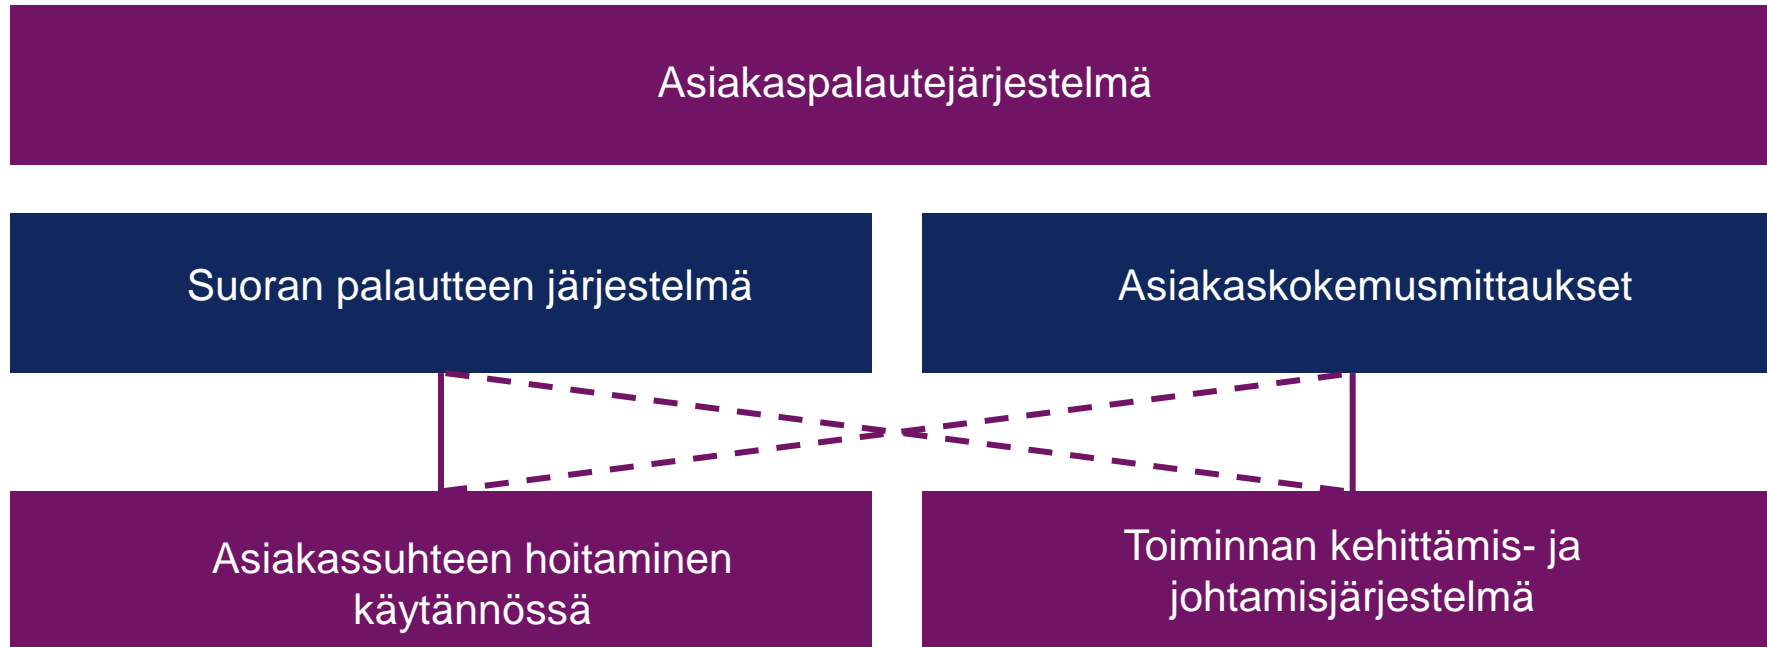 Asiakaspalautejärjestelmä
Suoran palautteen järjestelmä
Asiakaskokemusmittaukset
Asiakassuhteen hoitaminen
käytännössä
Toiminnan kehittämis- ja
johtamisjärjestelmä